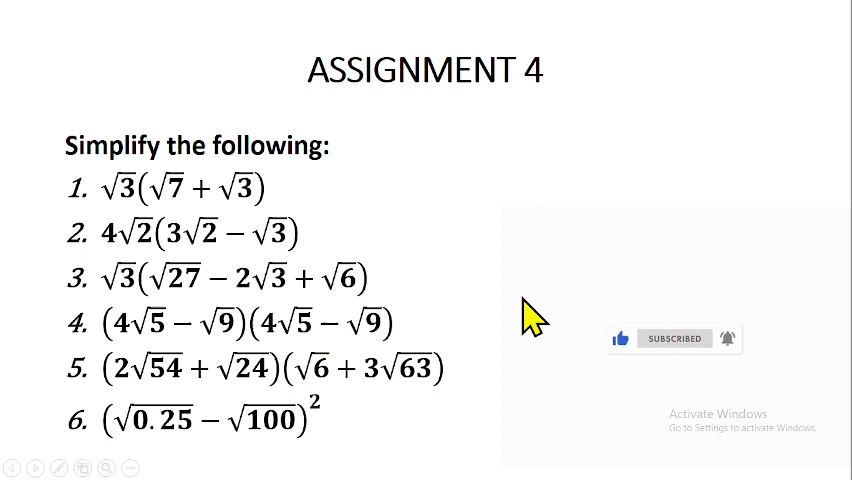 ASSIGNMENT 4
Simplify the following:
1. √3(√7 + √3)
2. 4√2(3√2 − √3)
3. √3(√27 − 2√3 + √6)
4. (4√5 − √9)(4√5 − √9)
5. (2√54 + √24)(√6 + 3√63)
6. (√0.25 − √100)²
SUBSCRIBED
Activate Windows
Go to Settings to activate Windows.